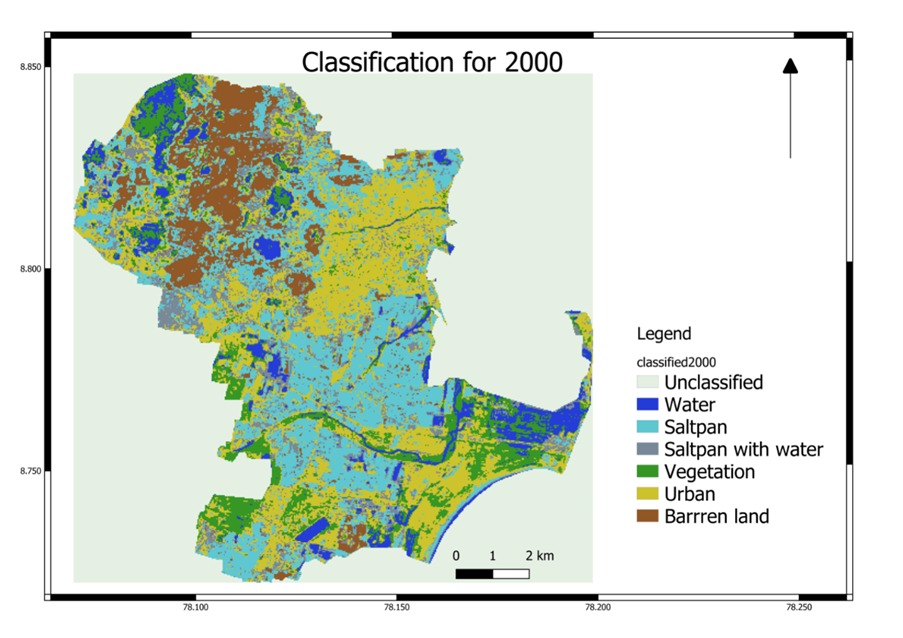 Classification for 2000
8.850
8.800
8.750
Legend
classified2000
Unclassified
Water
Saltpan
Saltpan with water
Vegetation
Urban
Barrren land
0 1 2 km
78.100 78.150 78.200 78.250